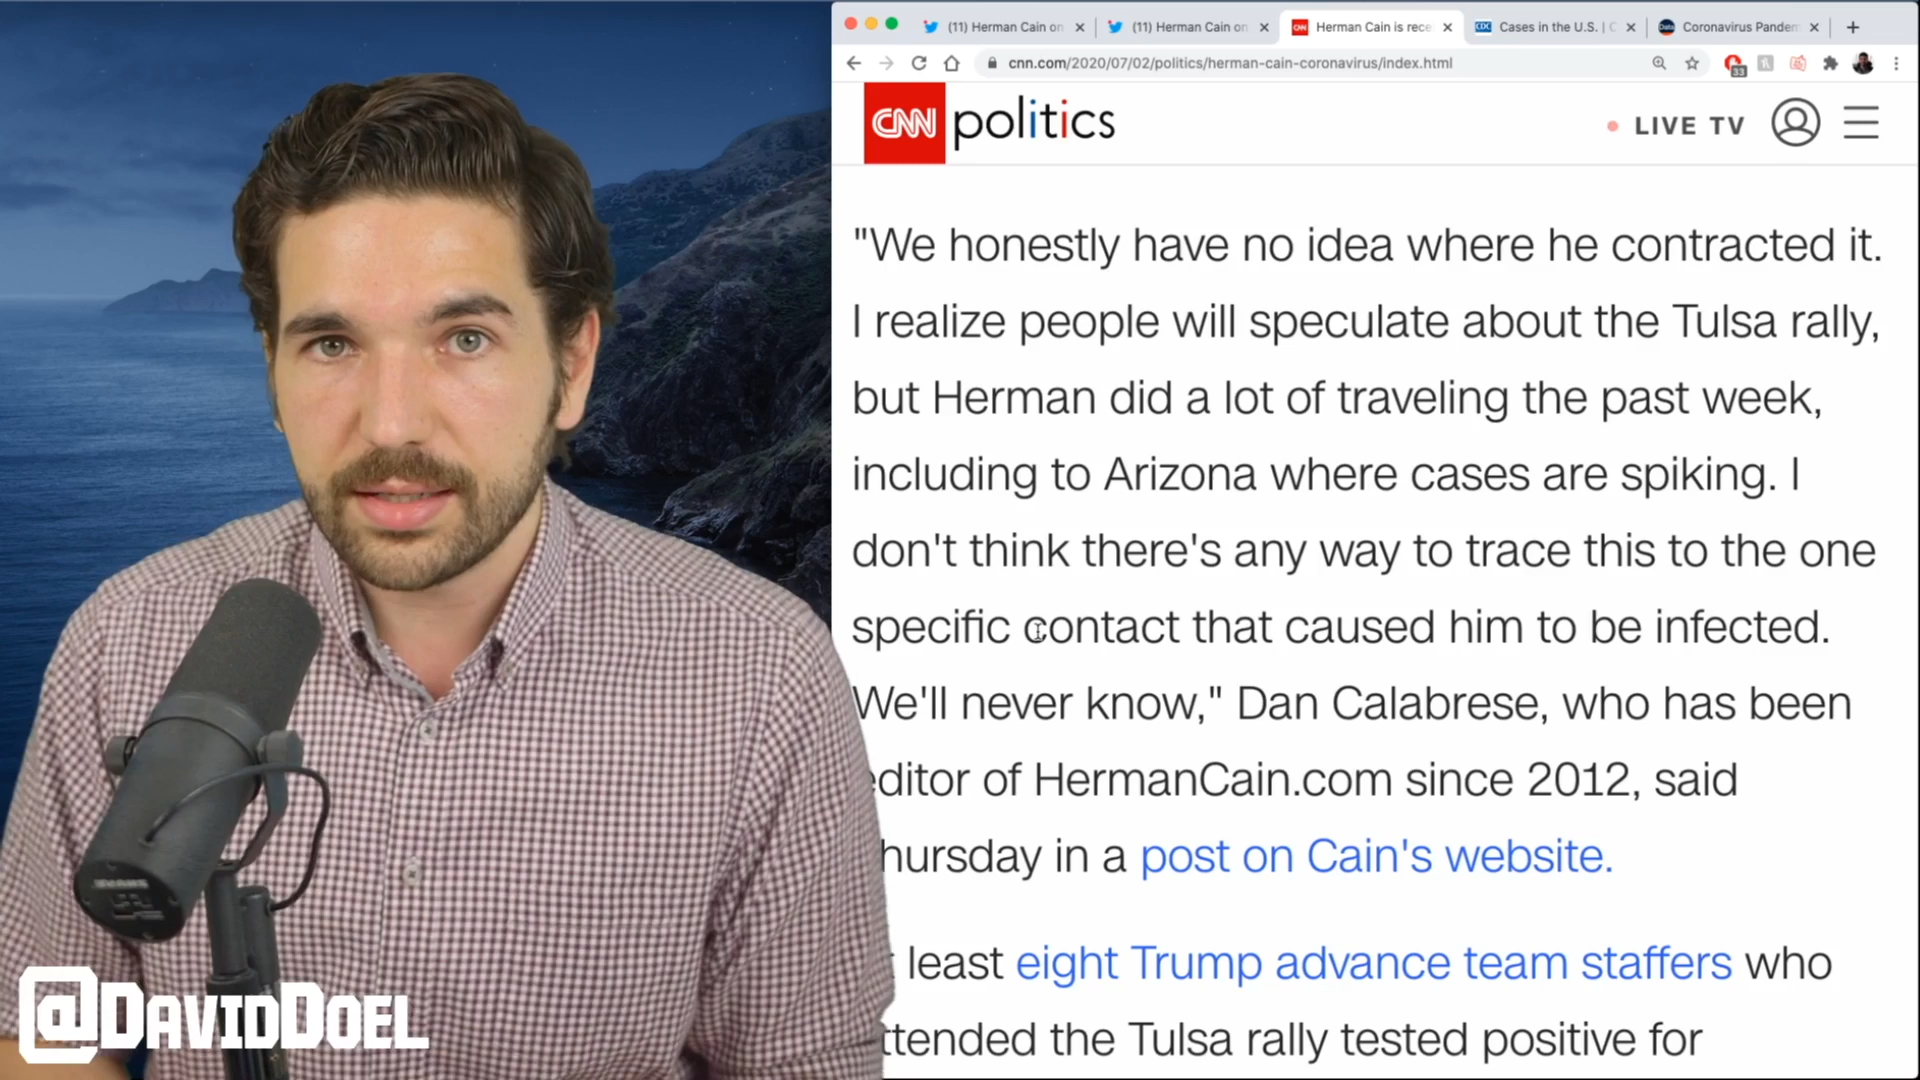 (11) Herman Cain on
(11) Herman Cain on
CNN
Herman Cain is rece
CDC
Cases in the U.S. | C
Data
Coronavirus Pandem
cnn.com/2020/07/02/politics/herman-cain-coronavirus/index.html
33
CNN politics
LIVE TV
"We honestly have no idea where he contracted it.
I realize people will speculate about the Tulsa rally,
but Herman did a lot of traveling the past week,
including to Arizona where cases are spiking. I
don't think there's any way to trace this to the one
specific contact that caused him to be infected.
We'll never know," Dan Calabrese, who has been
editor of HermanCain.com since 2012, said
hursday in a post on Cain's website.
least eight Trump advance team staffers who
ttended the Tulsa rally tested positive for
@DAVIDDOEL